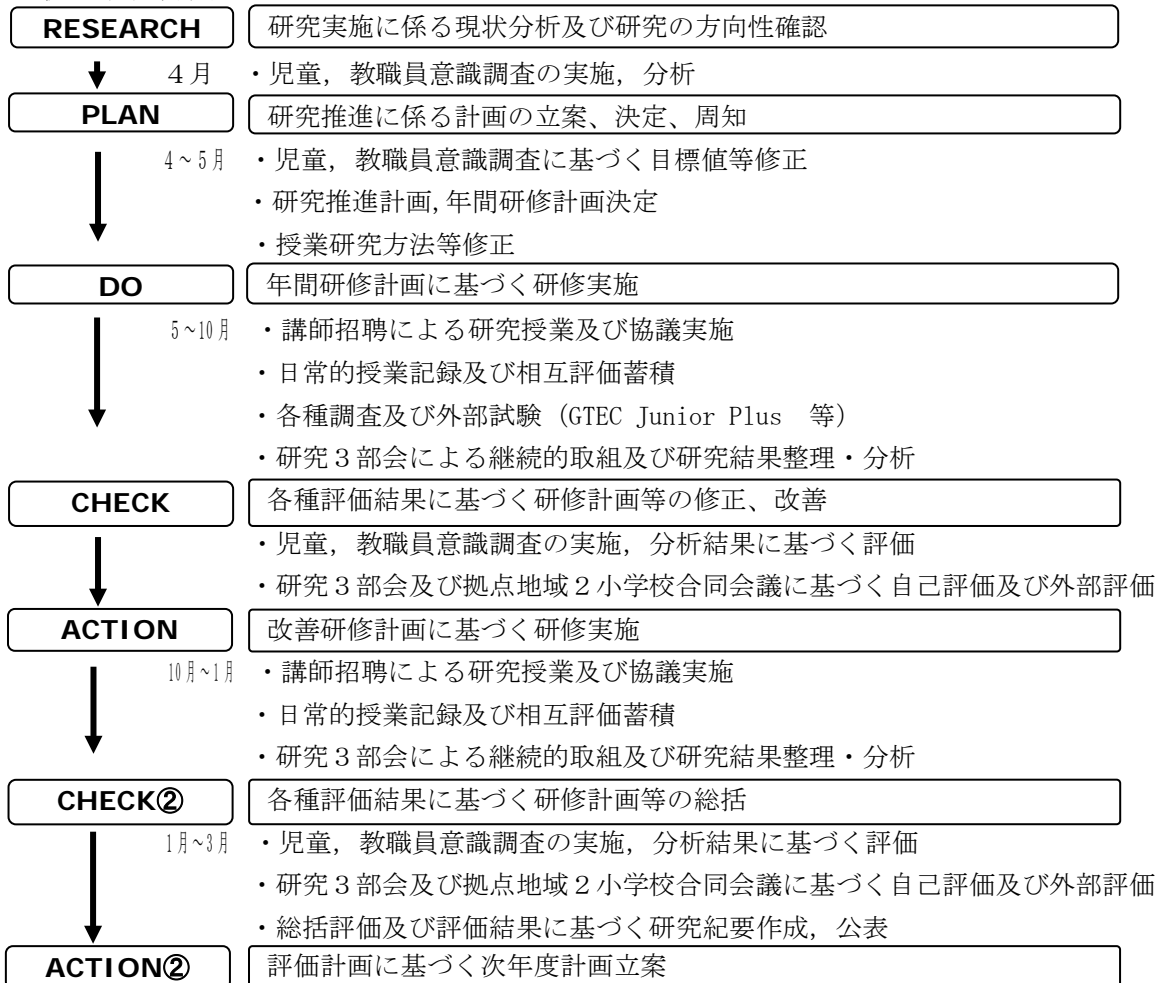 RESEARCH 研究実施に係る現状分析及び研究の方向性確認
４月 ・児童，教職員意識調査の実施，分析
PLAN 研究推進に係る計画の立案、決定、周知
4～5月 ・児童，教職員意識調査に基づく目標値等修正
・研究推進計画,年間研修計画決定
・授業研究方法等修正
DO 年間研修計画に基づく研修実施
5~10月 ・講師招聘による研究授業及び協議実施
・日常的授業記録及び相互評価蓄積
・各種調査及び外部試験（GTEC Junior Plus 等）
・研究３部会による継続的取組及び研究結果整理・分析
CHECK 各種評価結果に基づく研修計画等の修正、改善
・児童，教職員意識調査の実施，分析結果に基づく評価
・研究３部会及び拠点地域２小学校合同会議に基づく自己評価及び外部評価
ACTION 改善研修計画に基づく研修実施
10月~1月 ・講師招聘による研究授業及び協議実施
・日常的授業記録及び相互評価蓄積
・研究３部会による継続的取組及び研究結果整理・分析
CHECK② 各種評価結果に基づく研修計画等の総括
1月~3月 ・児童，教職員意識調査の実施，分析結果に基づく評価
・研究３部会及び拠点地域２小学校合同会議に基づく自己評価及び外部評価
・総括評価及び評価結果に基づく研究紀要作成，公表
ACTION② 評価計画に基づく次年度計画立案